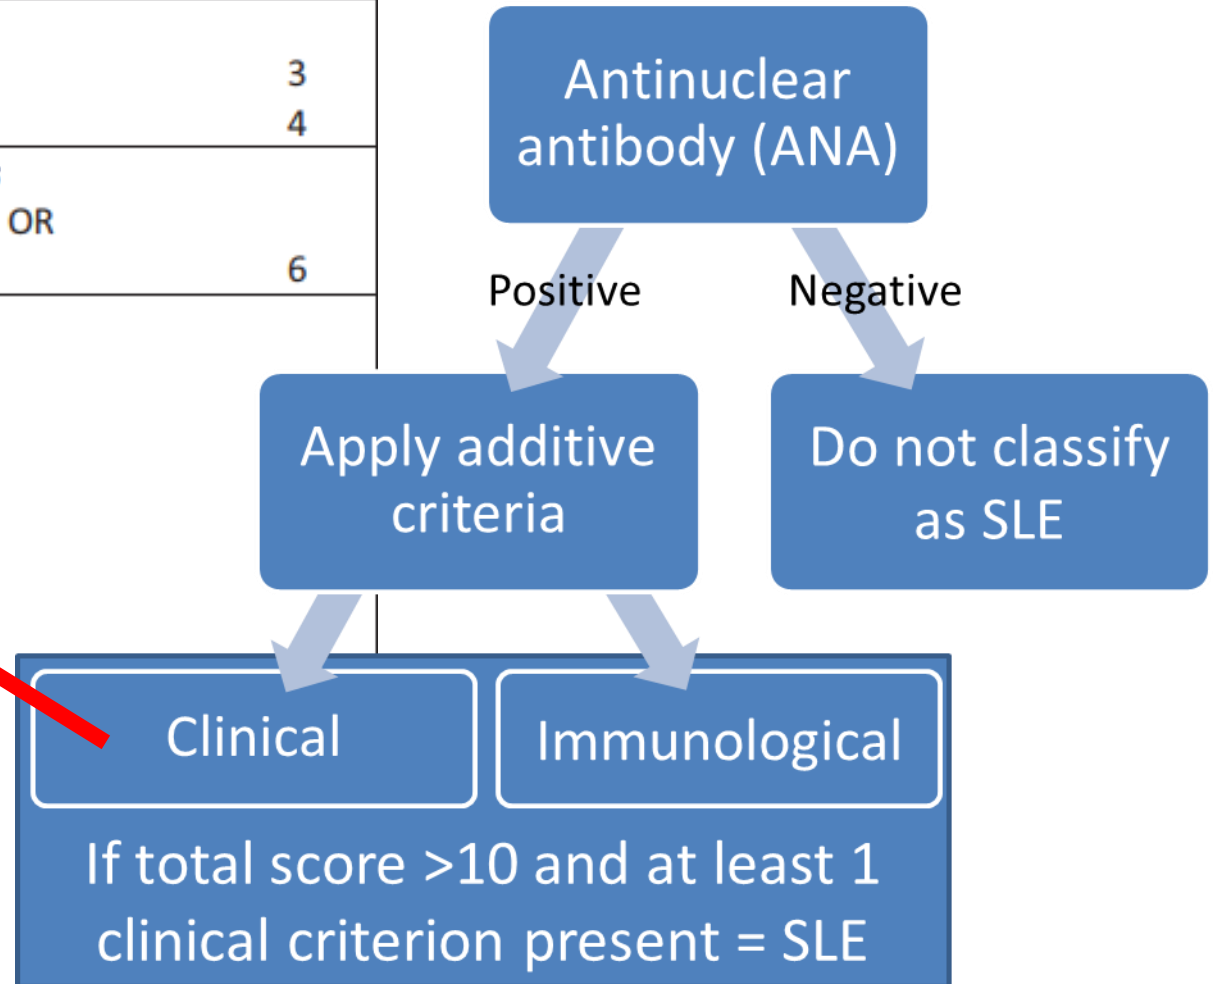 3
4
OR
6
Antinuclear
antibody (ANA)
Positive
Negative
Apply additive
criteria
Do not classify
as SLE
Clinical
Immunological
If total score >10 and at least 1
clinical criterion present = SLE